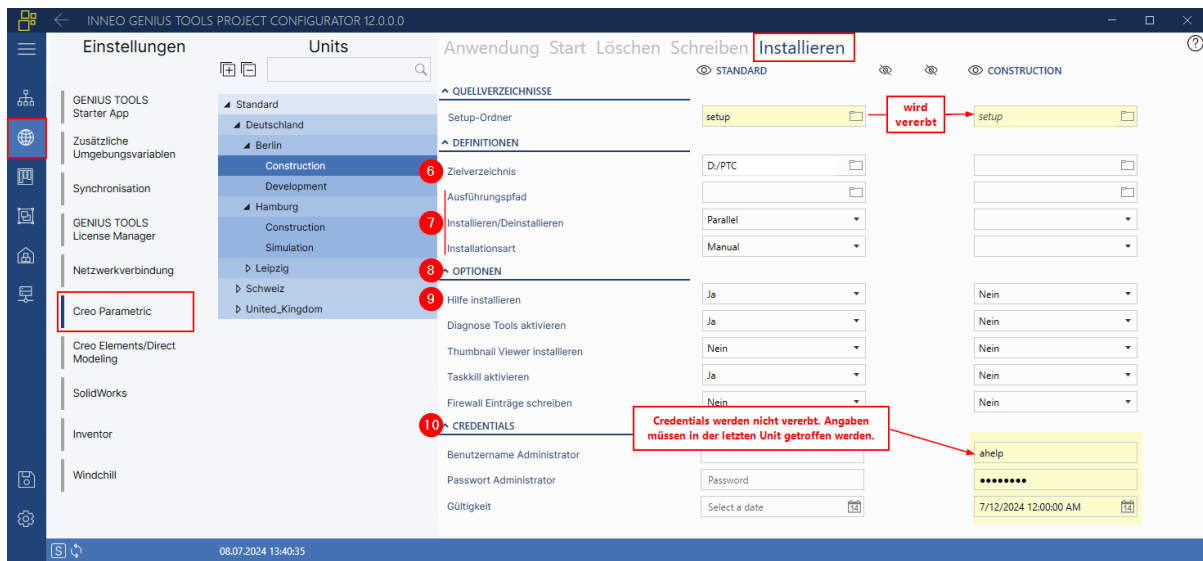 INNEO GENIUS TOOLS PROJECT CONFIGURATOR 12.0.0.0
Einstellungen
GENIUS TOOLS
Starter App
Zusätzliche
Umgebungsvariablen
Synchronisation
GENIUS TOOLS
License Manager
Netzwerkverbindung
Creo Parametric
Creo Elements/Direct
Modeling
SolidWorks
Inventor
Windchill
Units
Standard
Deutschland
Berlin
Construction
Development
Hamburg
Construction
Simulation
Leipzig
Schweiz
United_Kingdom
Anwendung Start Löschen Schreiben Installieren
STANDARD CONSTRUCTION
QUELLVERZEICHNISSE
Setup-Ordner setup wird vererbt setup
DEFINITIONEN
6 Zielverzeichnis D:/PTC
Ausführungspfad
7 Installieren/Deinstallieren Parallel
Installationsart Manual
8 OPTIONEN
9 Hilfe installieren Ja Nein
Diagnose Tools aktivieren Ja Nein
Thumbnail Viewer installieren Nein Nein
Taskkill aktivieren Ja Nein
Firewall Einträge schreiben Nein Nein
10 CREDENTIALS
Credentials werden nicht vererbt. Angaben
müssen in der letzten Unit getroffen werden.
Benutzername Administrator ahelp
Passwort Administrator Password ●●●●●●●●
Gültigkeit Select a date 14 7/12/2024 12:00:00 AM 14
S 08.07.2024 13:40:35